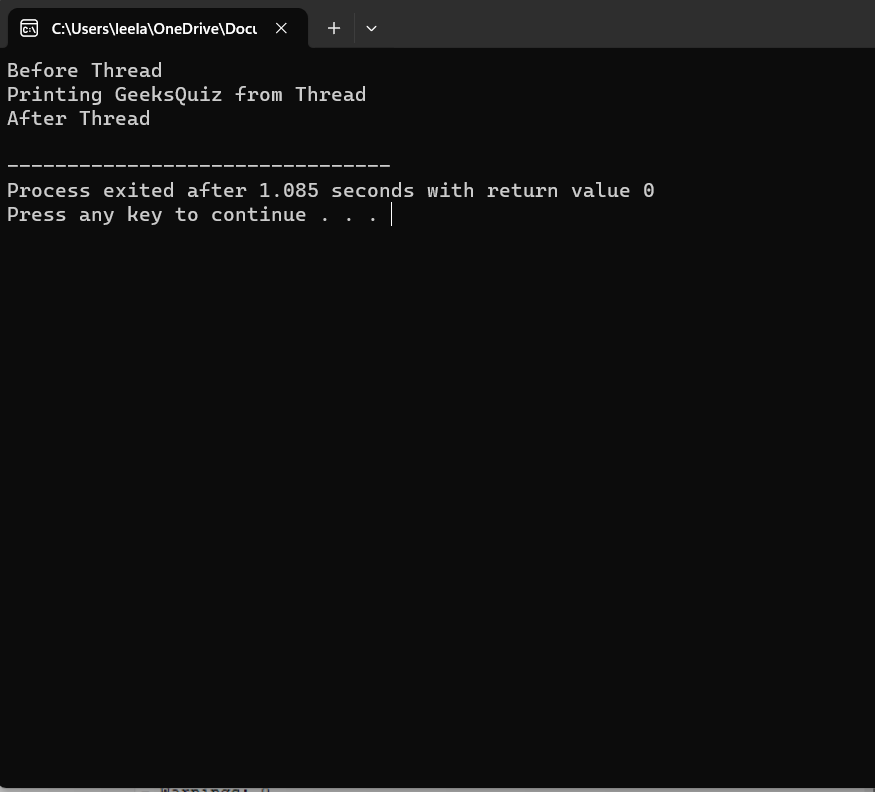 C:\Users\leela\OneDrive\Docu
Before Thread
Printing GeeksQuiz from Thread
After Thread
--------------------------------
Process exited after 1.085 seconds with return value 0
Press any key to continue . . .